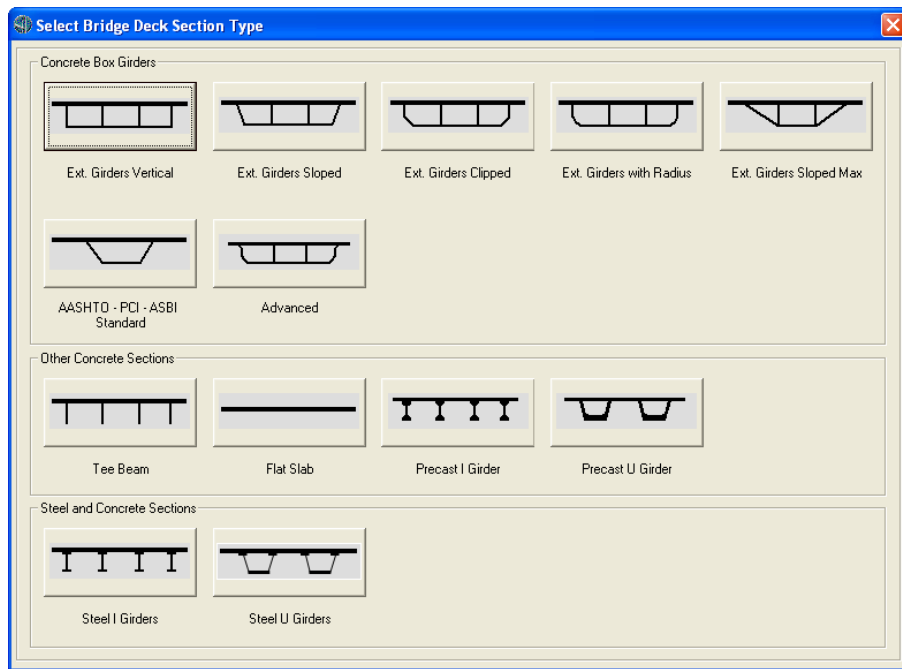 Select Bridge Deck Section Type
Concrete Box Girders
Ext. Girders Vertical
Ext. Girders Sloped
Ext. Girders Clipped
Ext. Girders with Radius
Ext. Girders Sloped Max
AASHTO - PCI - ASBI
Standard
Advanced
Other Concrete Sections
Tee Beam
Flat Slab
Precast I Girder
Precast U Girder
Steel and Concrete Sections
Steel I Girders
Steel U Girders